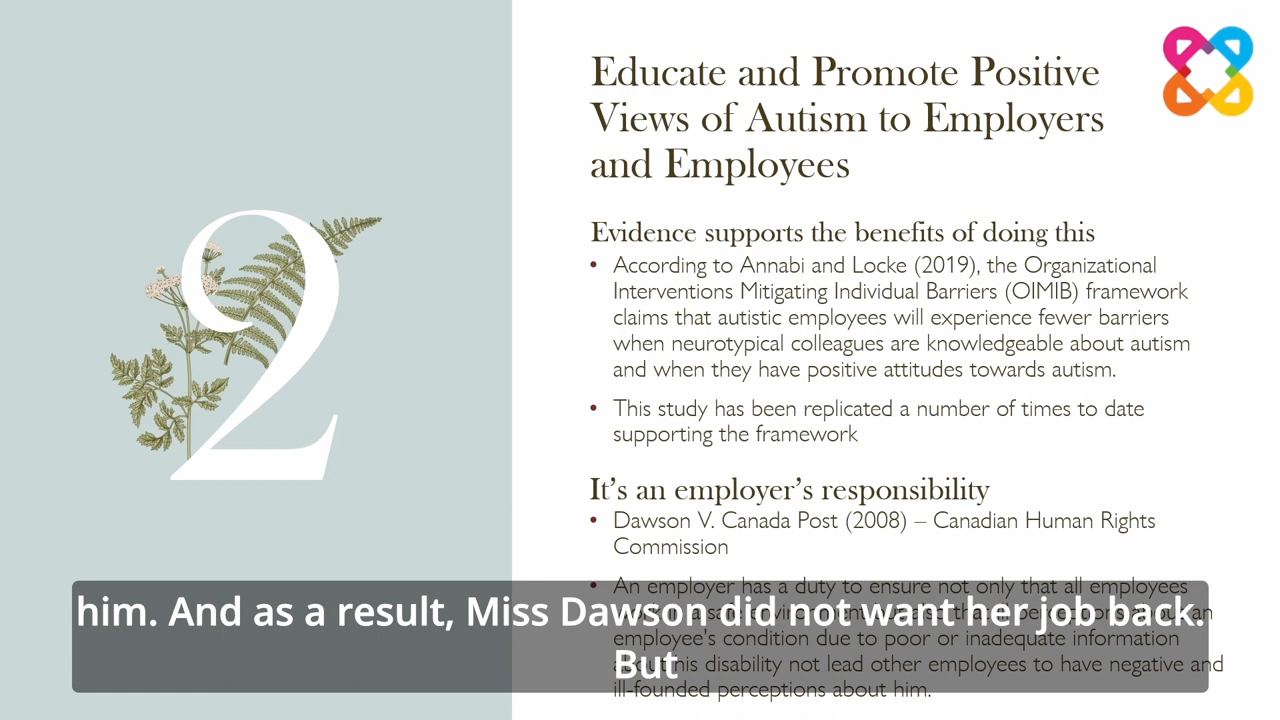 2
Educate and Promote Positive
Views of Autism to Employers
and Employees
Evidence supports the benefits of doing this
• According to Annabi and Locke (2019), the Organizational
Interventions Mitigating Individual Barriers (OIMIB) framework
claims that autistic employees will experience fewer barriers
when neurotypical colleagues are knowledgeable about autism
and when they have positive attitudes towards autism.
• This study has been replicated a number of times to date
supporting the framework
It's an employer's responsibility
• Dawson V. Canada Post (2008) – Canadian Human Rights
Commission
• An employer has a duty to ensure not only that all employees
employee's condition due to poor or inadequate information
about his disability not lead other employees to have negative and
ill-founded perceptions about him.
him. And as a result, Miss Dawson did not want her job back.
But